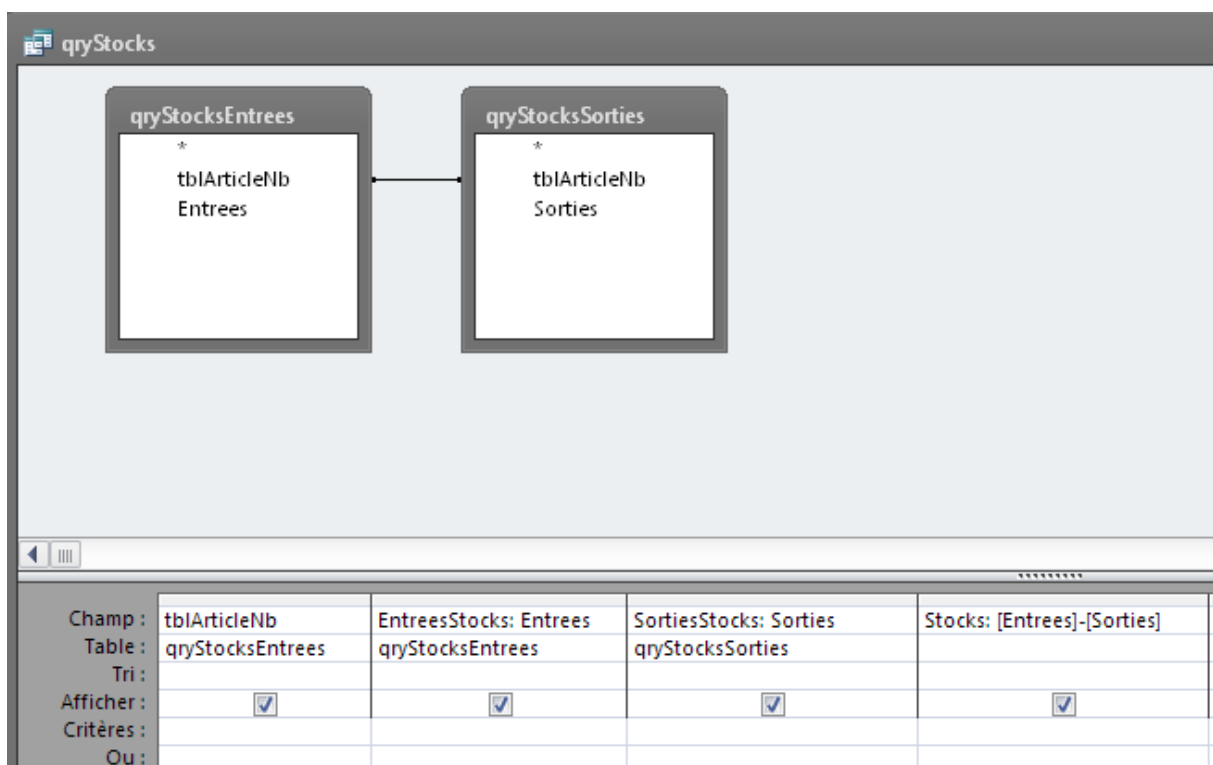 qryStocks
qryStocksEntrees
*
tblArticleNb
Entrees
qryStocksSorties
*
tblArticleNb
Sorties
Champ : tblArticleNb EntreesStocks: Entrees SortiesStocks: Sorties Stocks: [Entrees]-[Sorties]
Table : qryStocksEntrees qryStocksEntrees qryStocksSorties
Tri :
Afficher :
Critères :
Ou :